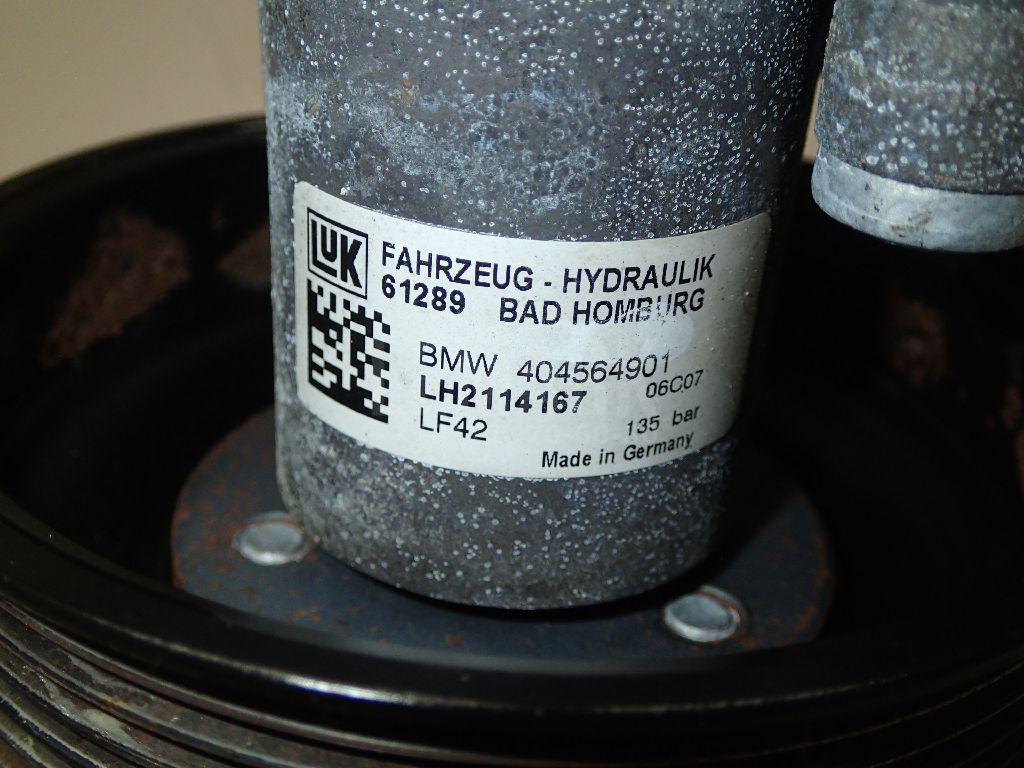 LUK
FAHRZEUG - HYDRAULIK
61289 BAD HOMBURG
BMW 404564901
LH2114167 06C07
LF42 135 bar
Made in Germany